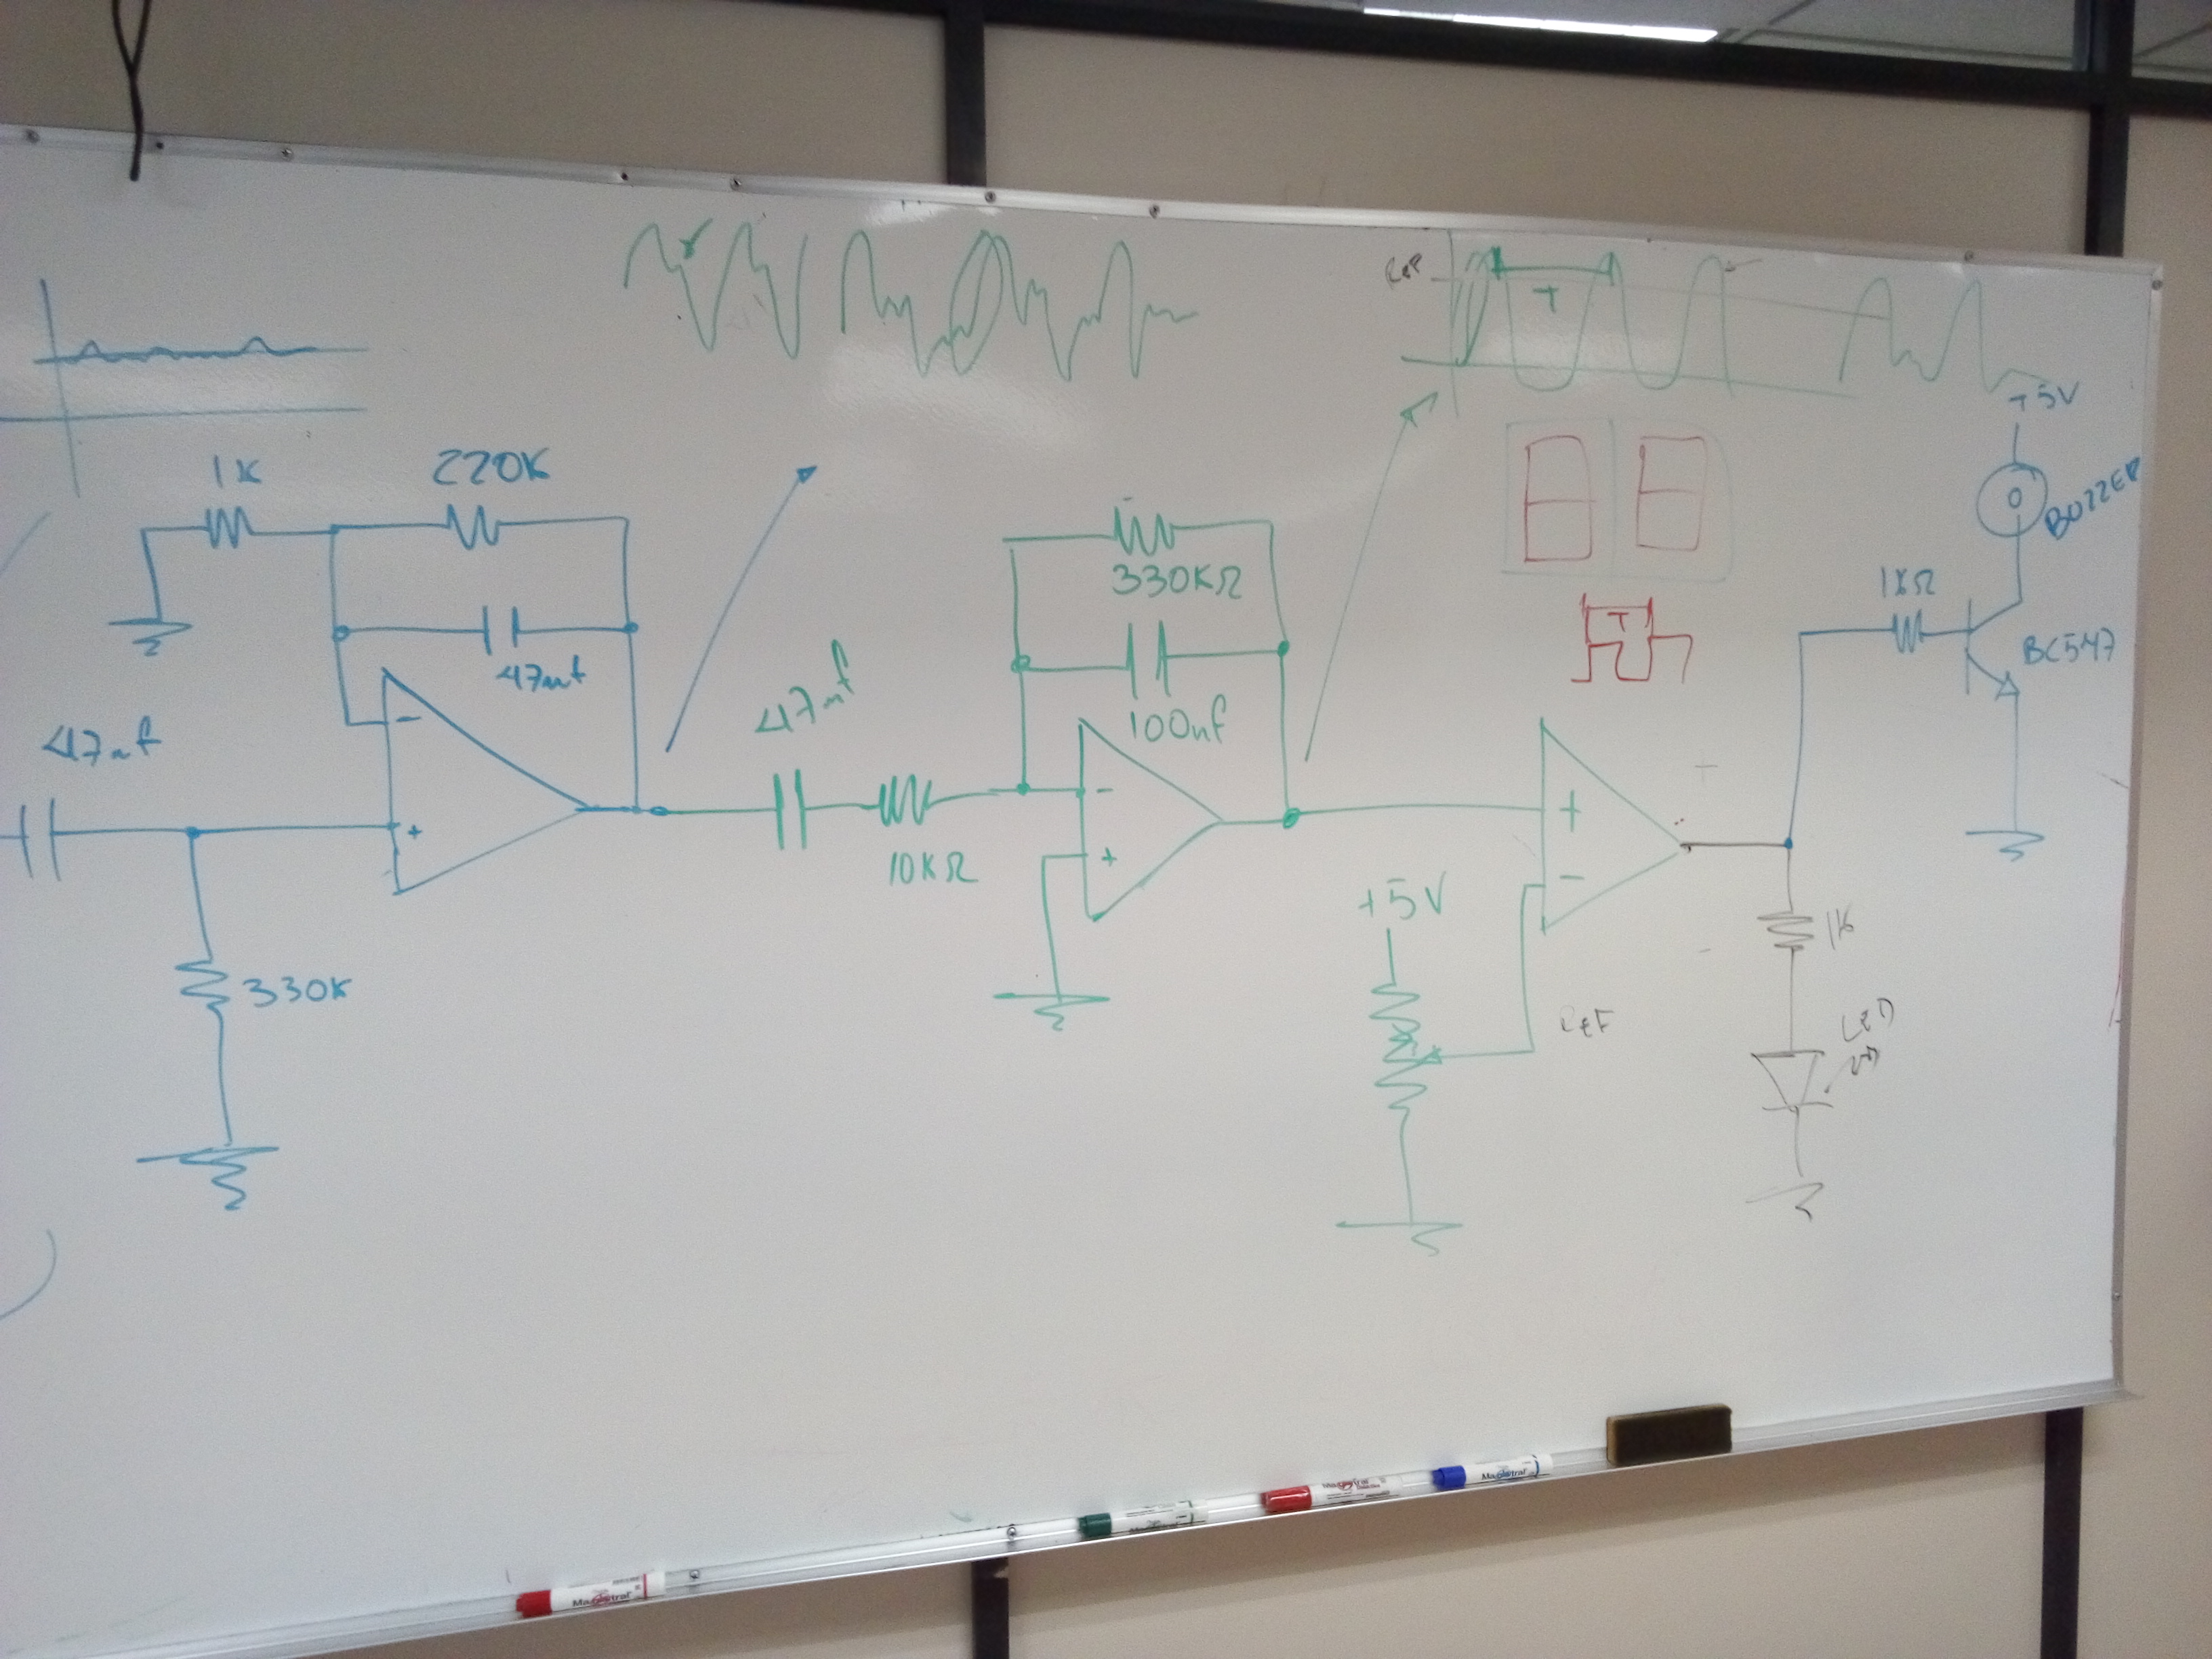 Ref
T
+5V
1K
220K
BUZZER
330KΩ
1KΩ
T
BC547
47nf
47nf
47nf
100nf
-
-
+
+
+
-
10KΩ
+5V
1K
330K
REF
LED
Magistral
Magistral
Magistral
Magistral